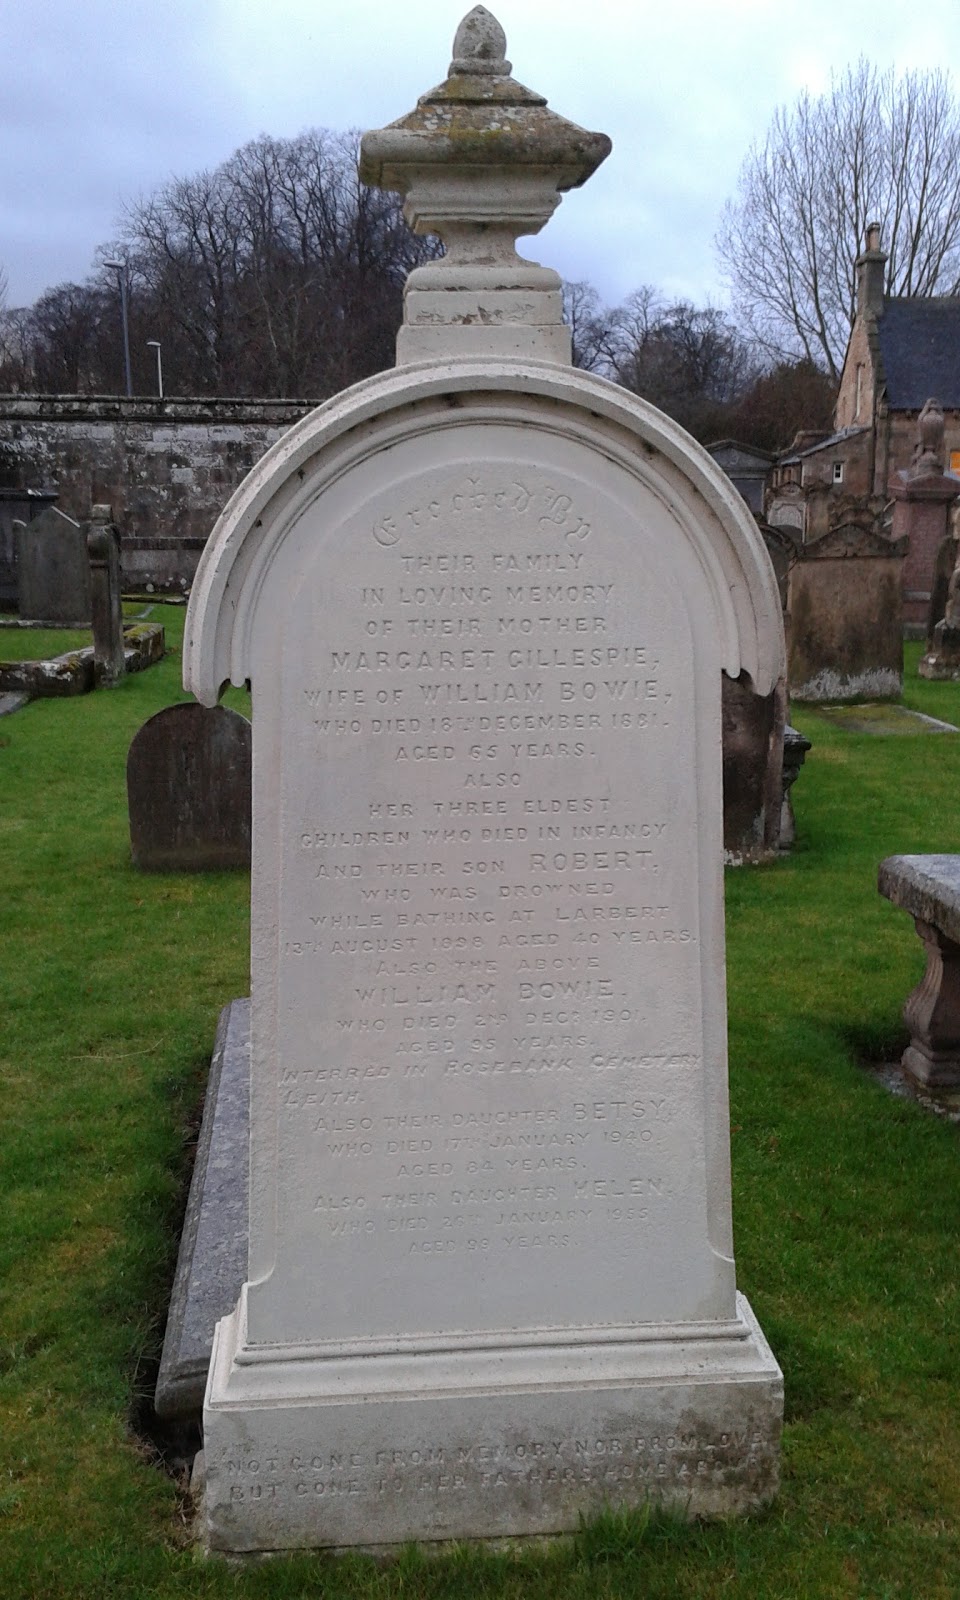 Erected By
THEIR FAMILY
IN LOVING MEMORY
OF THEIR MOTHER
MARGARET GILLESPIE,
WIFE OF WILLIAM BOWIE,
WHO DIED 18TH DECEMBER 1881.
AGED 65 YEARS.
ALSO
HER THREE ELDEST
CHILDREN WHO DIED IN INFANCY
AND THEIR SON ROBERT,
WHO WAS DROWNED
WHILE BATHING AT LARBERT
13TH AUGUST 1898 AGED 40 YEARS.
ALSO THE ABOVE
WILLIAM BOWIE.
WHO DIED 2ND DECR 1901.
AGED 95 YEARS.
INTERRED IN ROSEBANK CEMETERY
LEITH.
ALSO THEIR DAUGHTER BETSY,
WHO DIED 17TH JANUARY 1940.
AGED 84 YEARS.
ALSO THEIR DAUGHTER HELEN.
WHO DIED 26TH JANUARY 1955
AGED 93 YEARS.
NOT GONE FROM MEMORY NOR FROM LOVE
BUT GONE TO HER FATHERS HOME ABOVE